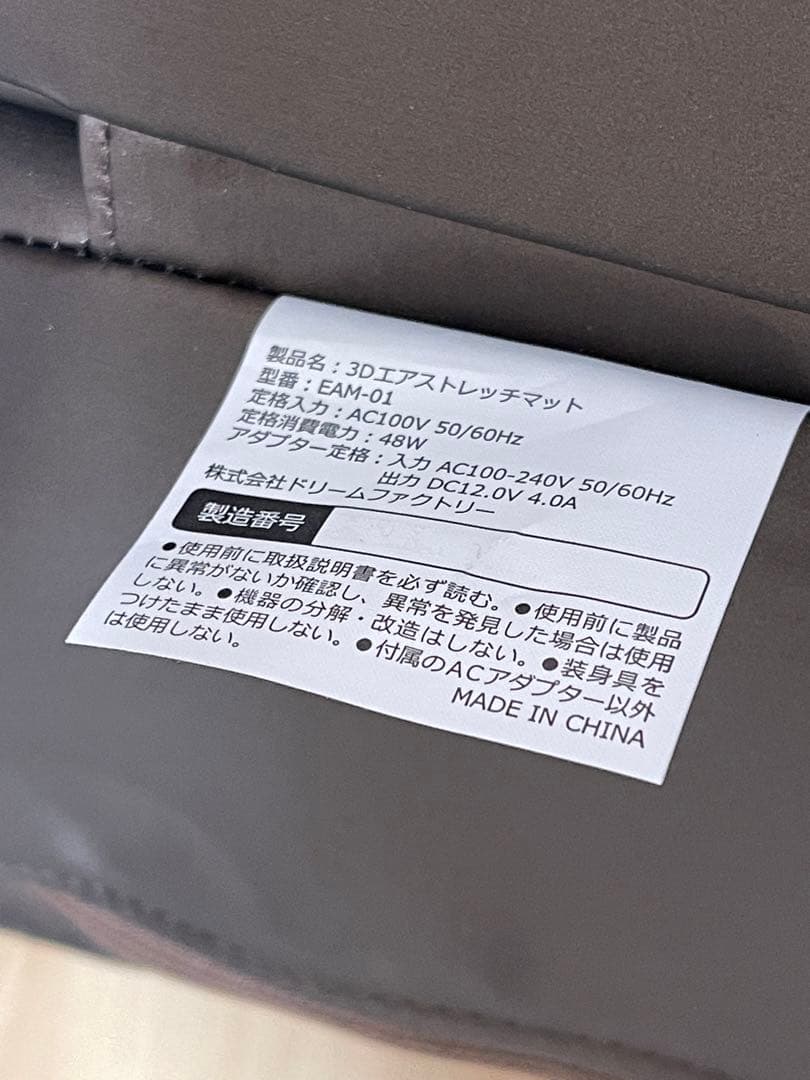 製品名：3Dエアストレッチマット
型番：EAM-01
定格入力：AC100V 50/60Hz
定格消費電力：48W
アダプター定格：入力 AC100-240V 50/60Hz
出力 DC12.0V 4.0A
株式会社ドリームファクトリー
製造番号
●使用前に取扱説明書を必ず読む。●使用前に製品
に異常がないか確認し、異常を発見した場合は使用
しない。●機器の分解・改造はしない。●装身具を
つけたまま使用しない。●付属のACアダプター以外
は使用しない。
MADE IN CHINA